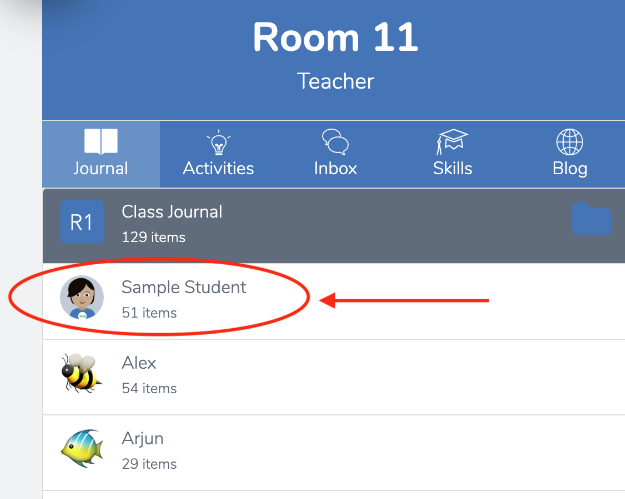 Room 11
Teacher
Journal
Activities
Inbox
Skills
Blog
R1
Class Journal
129 items
Sample Student
51 items
Alex
54 items
Arjun
29 items